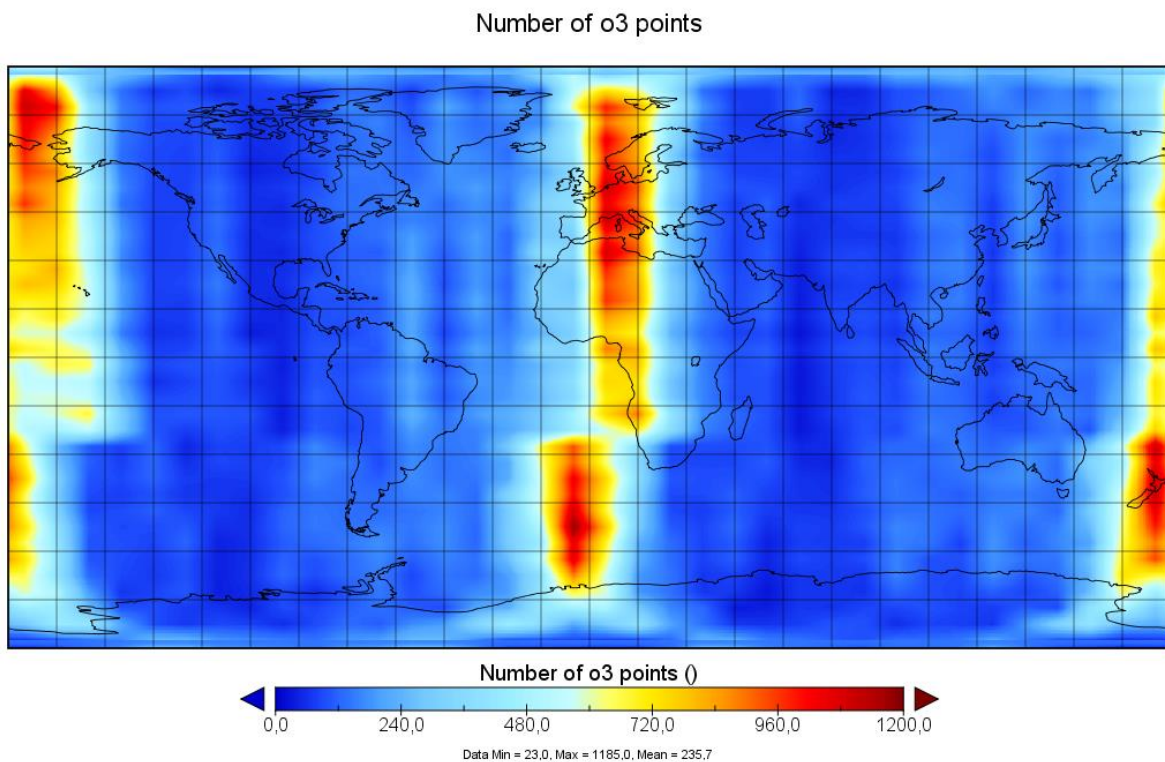 Number of o3 points
Number of o3 points ()
0,0 240,0 480,0 720,0 960,0 1200,0
Data Min = 23,0, Max = 1185,0, Mean = 235,7